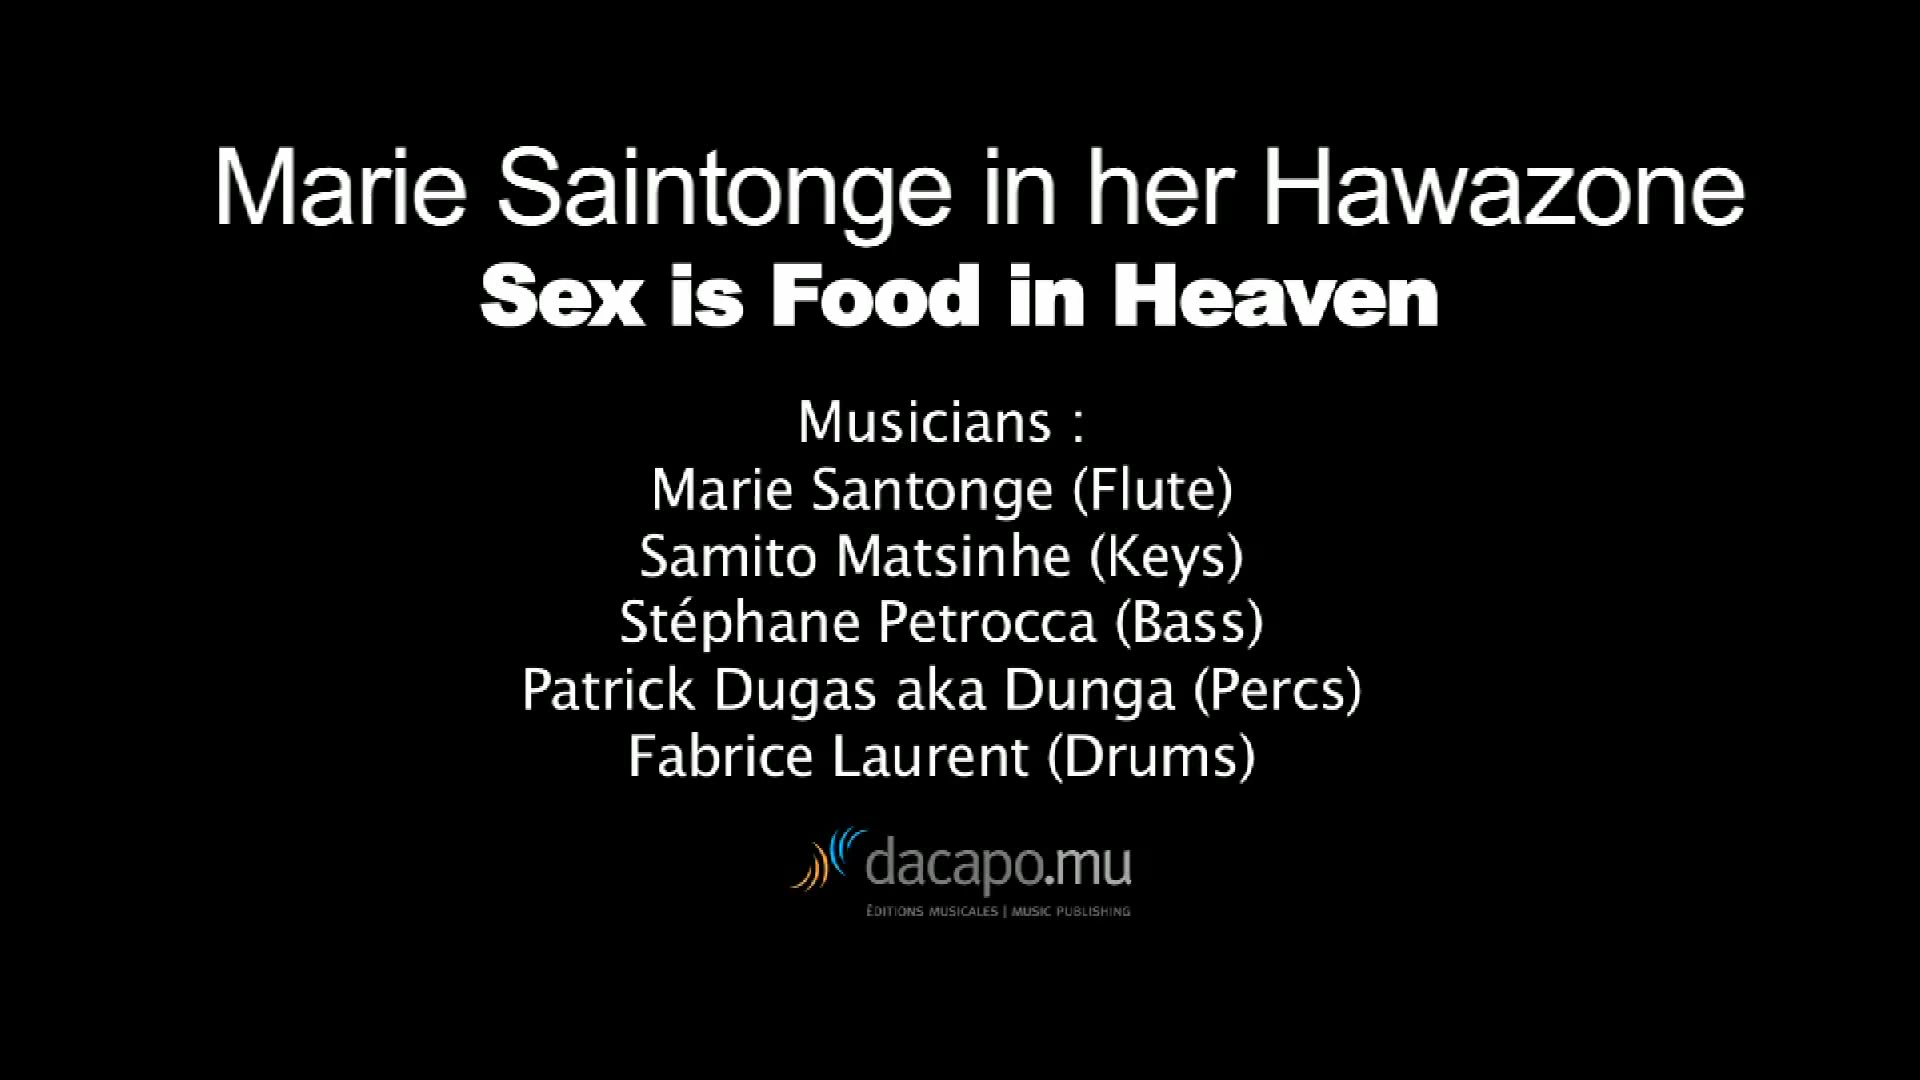 Marie Saintonge in her Hawazone
Sex is Food in Heaven
Musicians :
Marie Santonge (Flute)
Samito Matsinhe (Keys)
Stéphane Petrocca (Bass)
Patrick Dugas aka Dunga (Percs)
Fabrice Laurent (Drums)
dacapo.mu
ÉDITIONS MUSICALES | MUSIC PUBLISHING